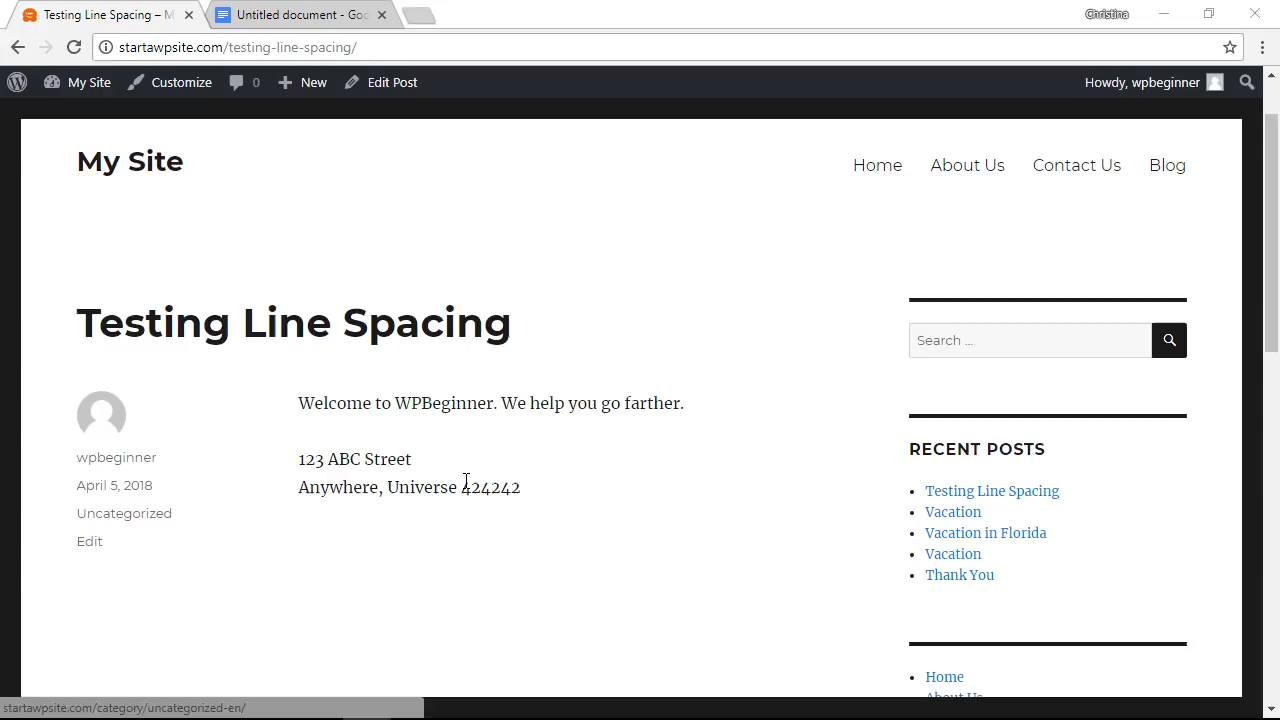 Testing Line Spacing – M
Untitled document - Goo
Christina
startawpsite.com/testing-line-spacing/
My Site
Customize
0
New
Edit Post
Howdy, wpbeginner
My Site
Home
About Us
Contact Us
Blog
Testing Line Spacing
Search …
Welcome to WPBeginner. We help you go farther.
123 ABC Street
Anywhere, Universe 424242
wpbeginner
April 5, 2018
Uncategorized
Edit
RECENT POSTS
Testing Line Spacing
Vacation
Vacation in Florida
Vacation
Thank You
Home
About Us
startawpsite.com/category/uncategorized-en/